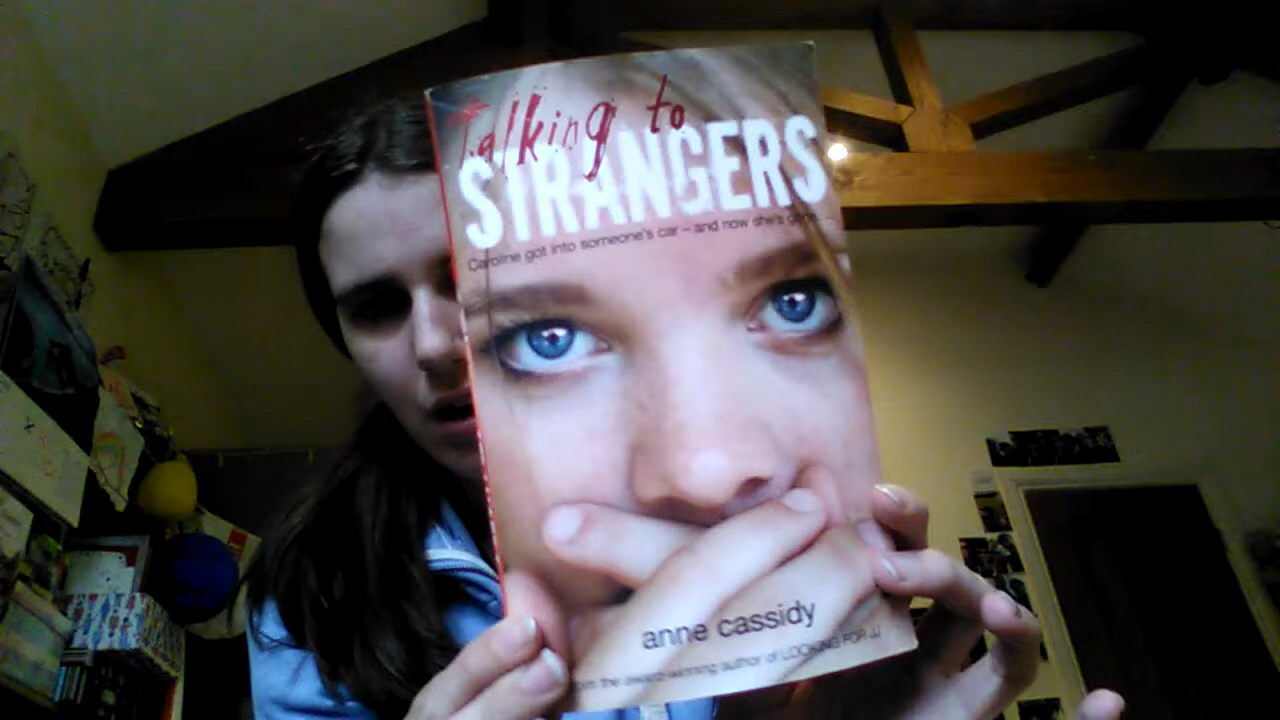 Talking to
STRANGERS
Caroline got into someone's car – and now she's gone...
anne cassidy
from the award-winning author of LOOKING FOR JJ